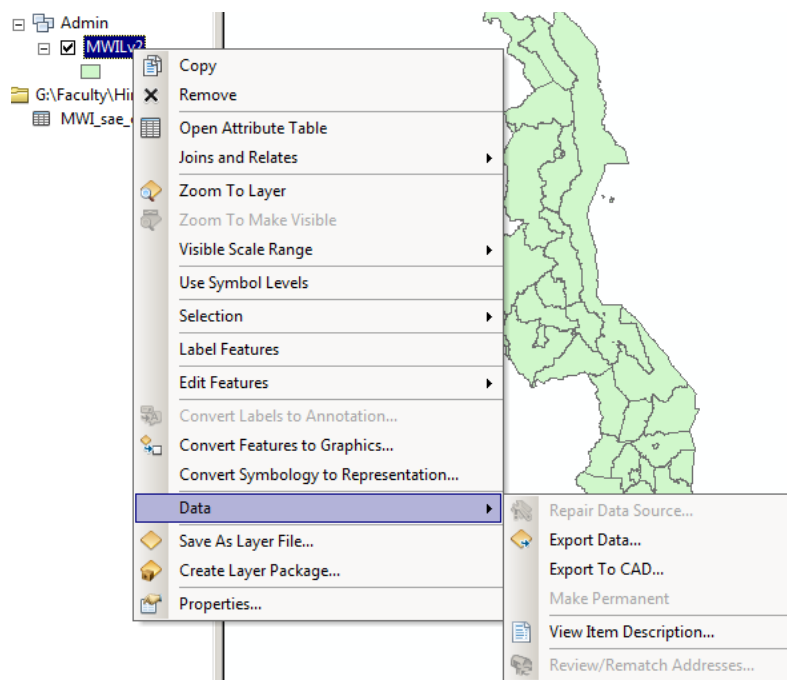 Admin
MWILv2
G:\Faculty\Hi
MWI_sae_
Copy
Remove
Open Attribute Table
Joins and Relates
Zoom To Layer
Zoom To Make Visible
Visible Scale Range
Use Symbol Levels
Selection
Label Features
Edit Features
Convert Labels to Annotation...
Convert Features to Graphics...
Convert Symbology to Representation...
Data
Save As Layer File...
Create Layer Package...
Properties...
Repair Data Source...
Export Data...
Export To CAD...
Make Permanent
View Item Description...
Review/Rematch Addresses...